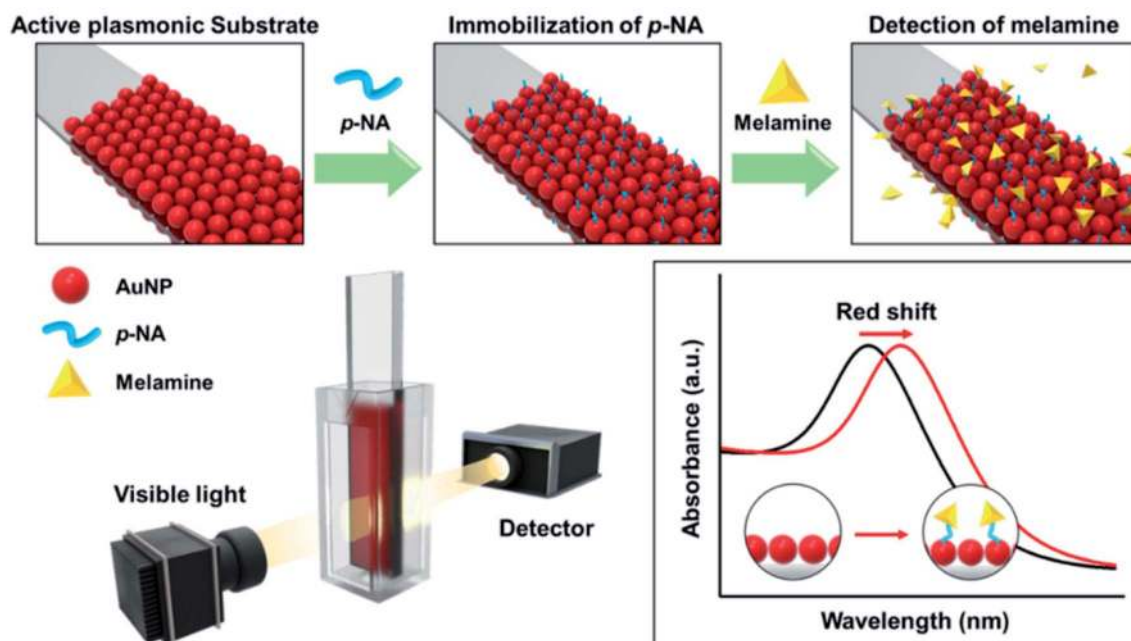 Active plasmonic Substrate
Immobilization of p-NA
Detection of melamine
p-NA
Melamine
AuNP
p-NA
Melamine
Visible light
Detector
Red shift
Absorbance (a.u.)
Wavelength (nm)